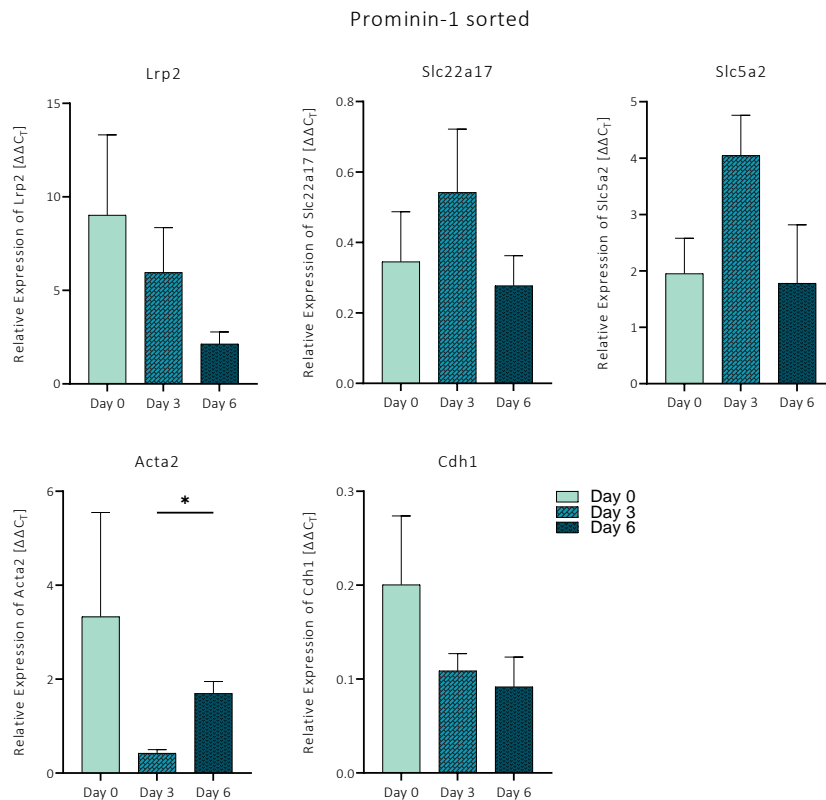 Prominin-1 sorted
Lrp2
Relative Expression of Lrp2 [ΔΔCT]
15
10
5
0
Day 0 Day 3 Day 6
Slc22a17
Relative Expression of Slc22a17 [ΔΔCT]
0.8
0.6
0.4
0.2
0.0
Day 0 Day 3 Day 6
Slc5a2
Relative Expression of Slc5a2 [ΔΔCT]
5
4
3
2
1
0
Day 0 Day 3 Day 6
Acta2
Relative Expression of Acta2 [ΔΔCT]
6
4
2
0
*
Day 0 Day 3 Day 6
Cdh1
Relative Expression of Cdh1 [ΔΔCT]
0.3
0.2
0.1
0.0
Day 0 Day 3 Day 6
Day 0
Day 3
Day 6